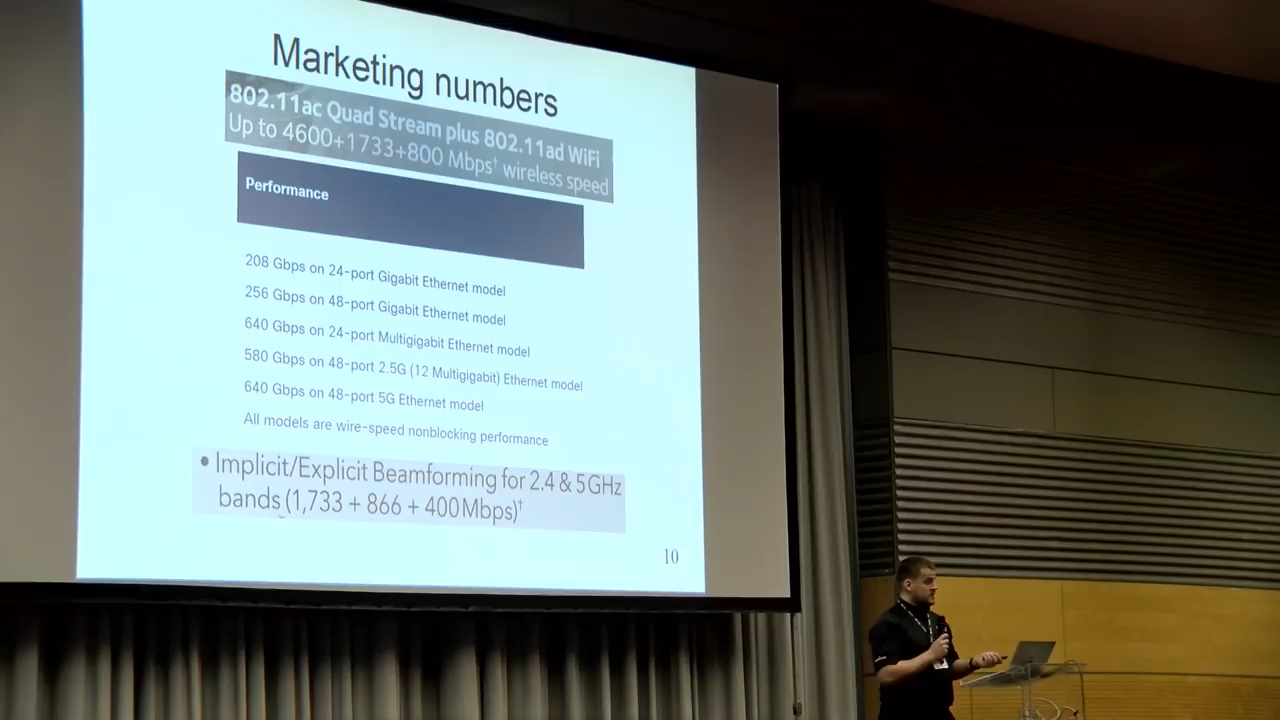 Marketing numbers
802.11ac Quad Stream plus 802.11ad WiFi
Up to 4600+1733+800 Mbps† wireless speed
Performance
208 Gbps on 24-port Gigabit Ethernet model
256 Gbps on 48-port Gigabit Ethernet model
640 Gbps on 24-port Multigigabit Ethernet model
580 Gbps on 48-port 2.5G (12 Multigigabit) Ethernet model
640 Gbps on 48-port 5G Ethernet model
All models are wire-speed nonblocking performance
• Implicit/Explicit Beamforming for 2.4 & 5GHz
bands (1,733 + 866 + 400Mbps)†
10